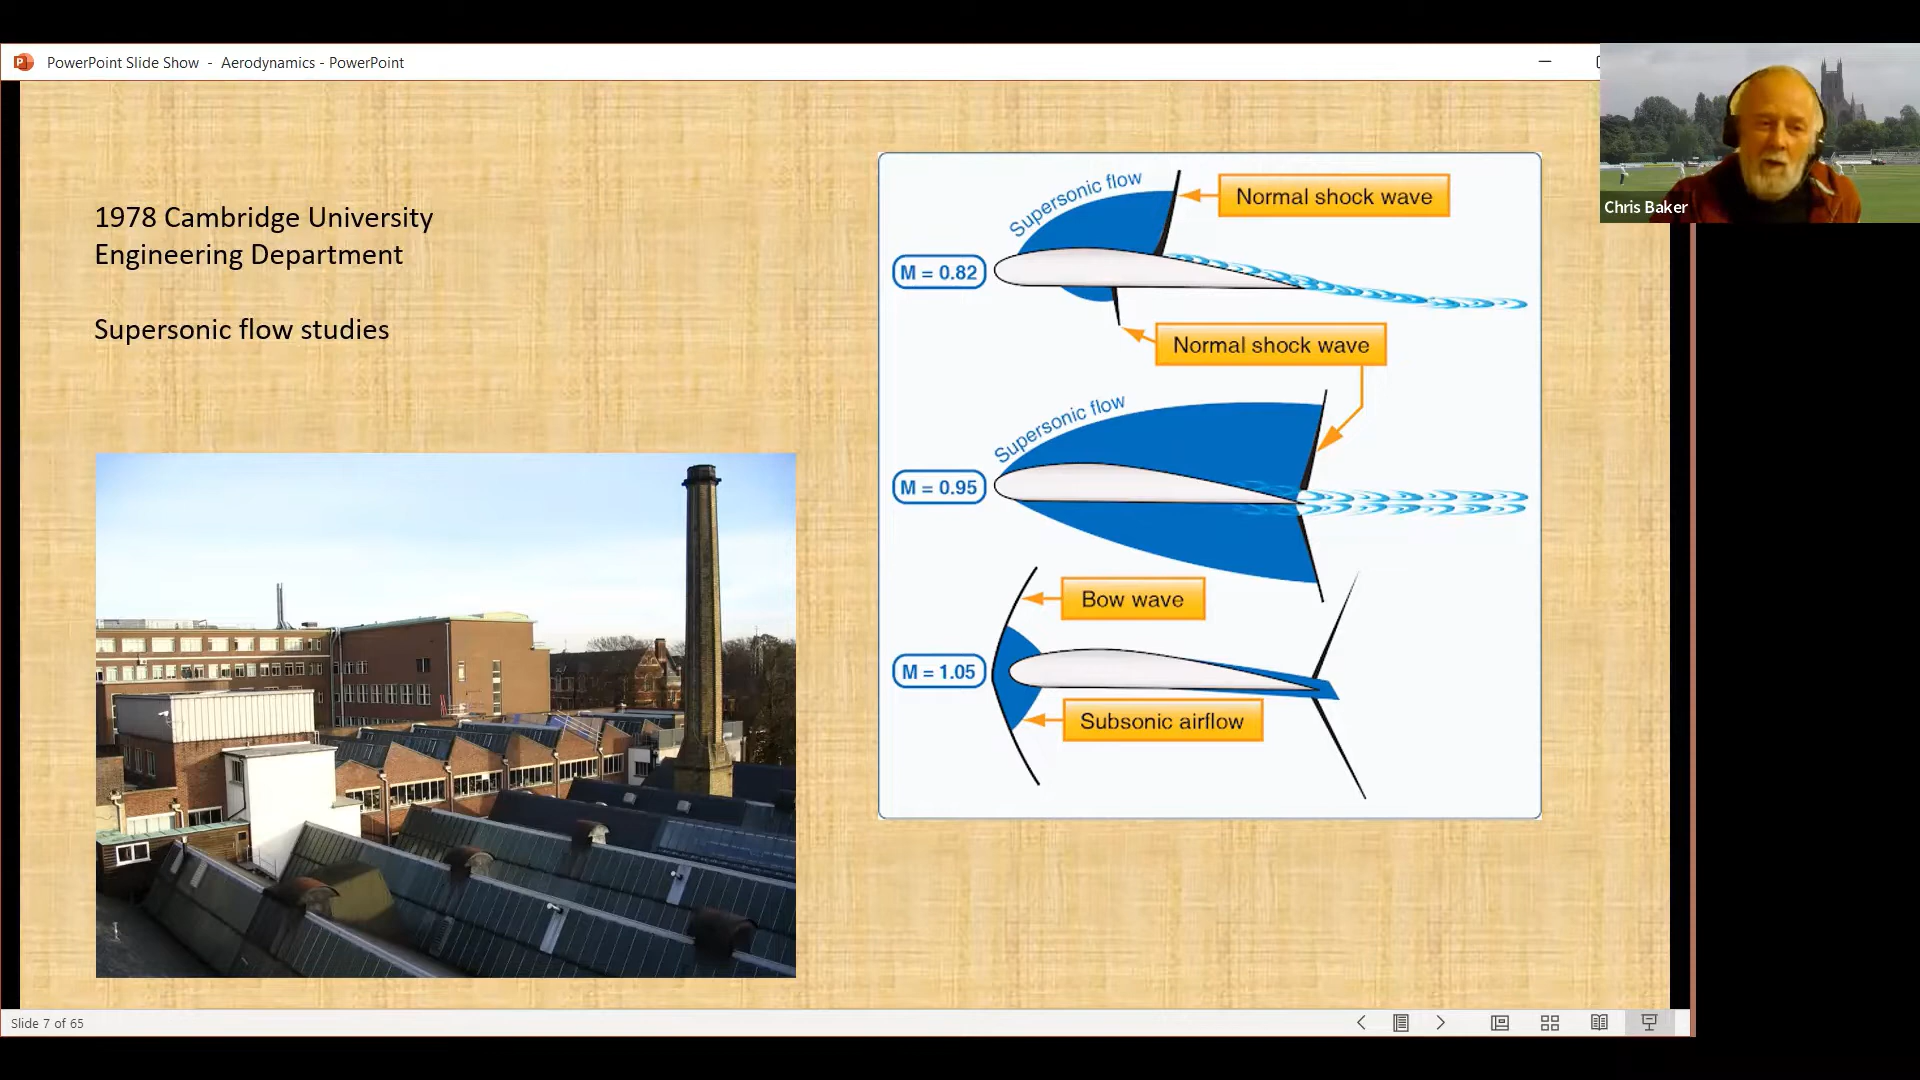 PowerPoint Slide Show - Aerodynamics - PowerPoint
Chris Baker
1978 Cambridge University
Engineering Department
Supersonic flow studies
Supersonic flow
Normal shock wave
M = 0.82
Normal shock wave
Supersonic flow
M = 0.95
Bow wave
M = 1.05
Subsonic airflow
Slide 7 of 65